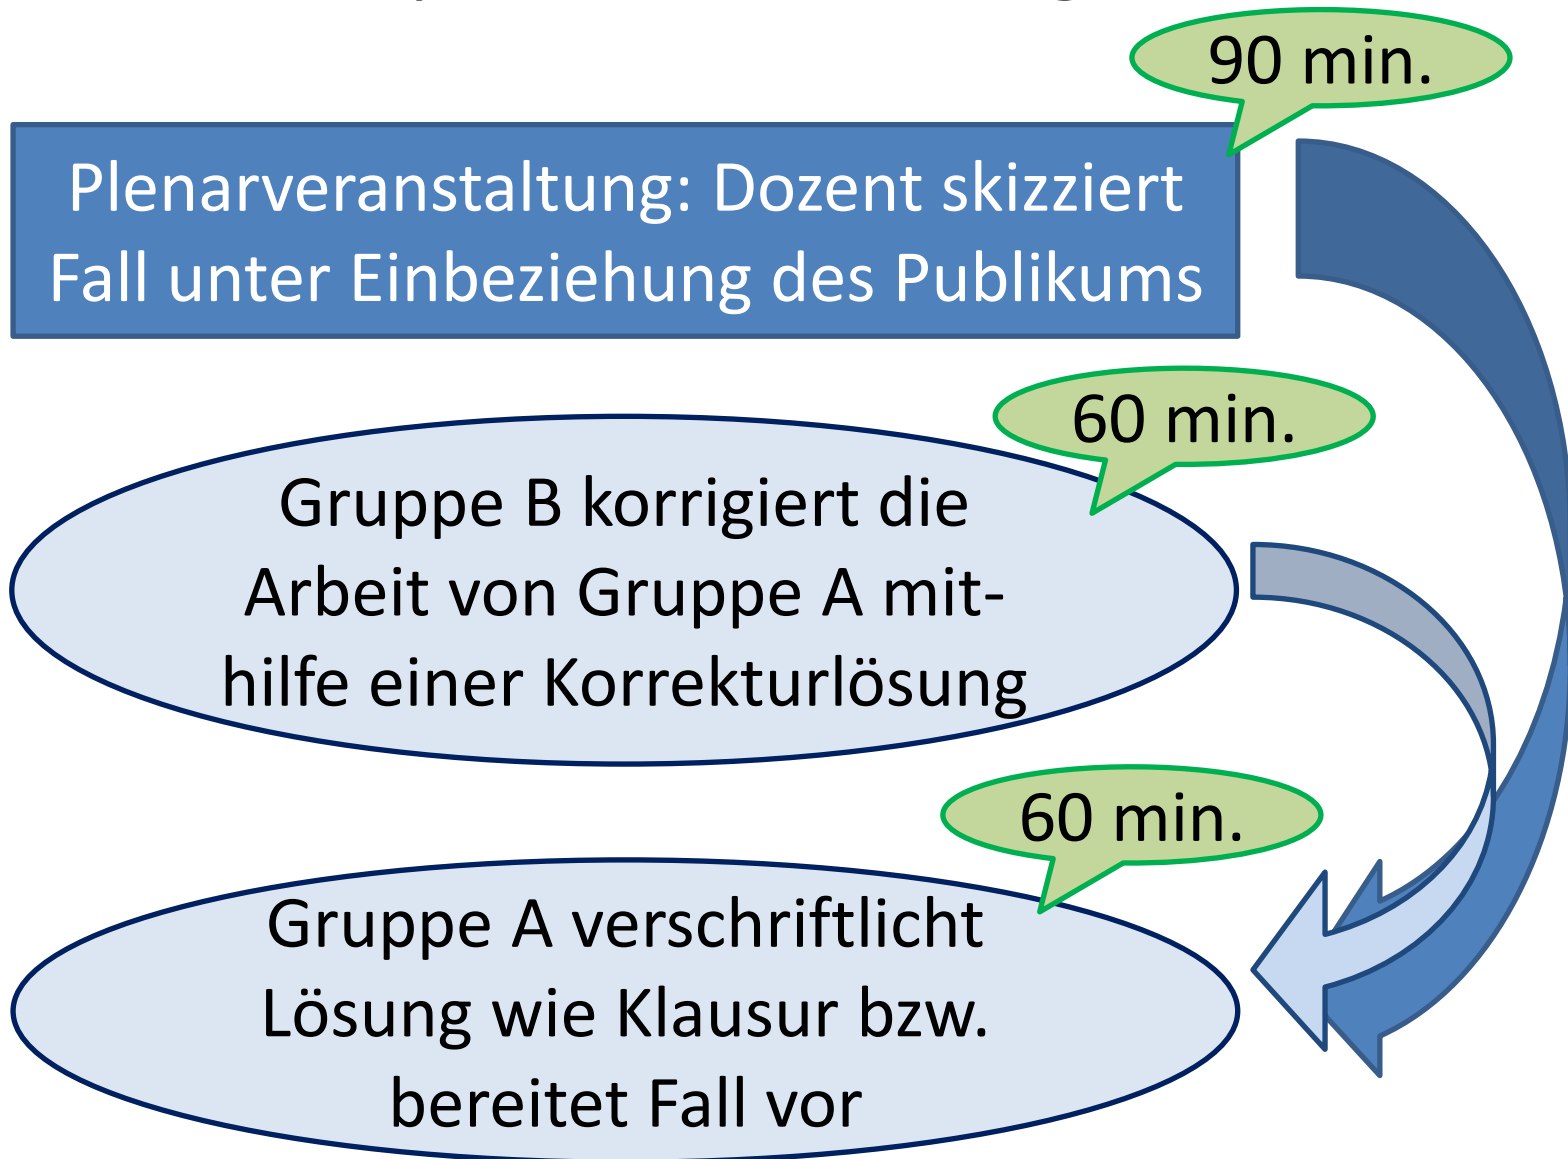 90 min.
Plenarveranstaltung: Dozent skizziert
Fall unter Einbeziehung des Publikums
60 min.
Gruppe B korrigiert die
Arbeit von Gruppe A mit-
hilfe einer Korrekturlösung
60 min.
Gruppe A verschriftlicht
Lösung wie Klausur bzw.
bereitet Fall vor